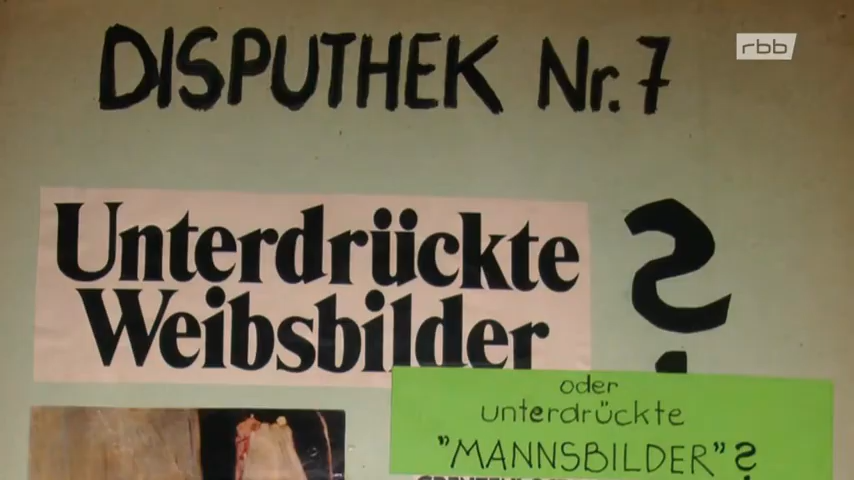 DISPUTHEK Nr. 7
rbb
Unterdrückte
Weibsbilder ?
oder
unterdrückte
"MANNSBILDER" ?